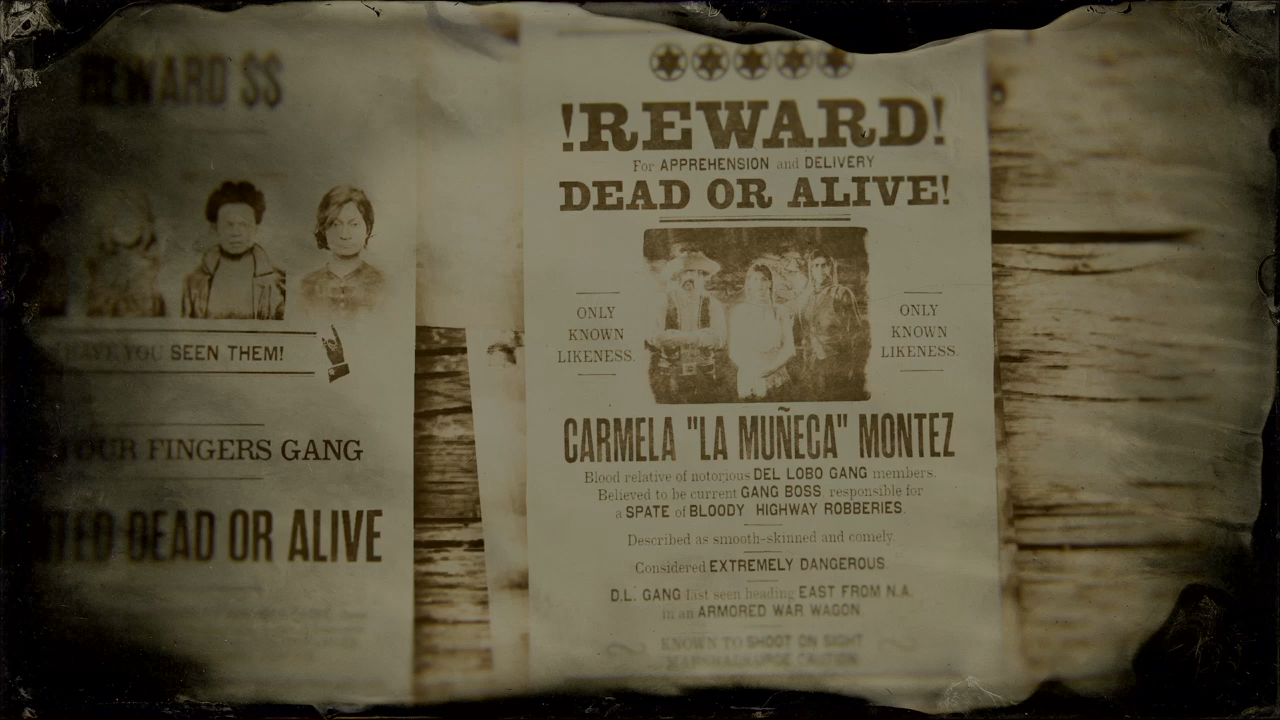 REWARD $$
HAVE YOU SEEN THEM!
FOUR FINGERS GANG
DEAD OR ALIVE
!REWARD!
For APPREHENSION and DELIVERY
DEAD OR ALIVE!
ONLY
KNOWN
LIKENESS.
ONLY
KNOWN
LIKENESS.
CARMELA "LA MUÑECA" MONTEZ
Blood relative of notorious DEL LOBO GANG members.
Believed to be current GANG BOSS, responsible for
a SPATE of BLOODY HIGHWAY ROBBERIES.
Described as smooth-skinned and comely.
Considered EXTREMELY DANGEROUS.
D.L. GANG last seen heading EAST FROM N.A.
in an ARMORED WAR WAGON
KNOWN TO SHOOT ON SIGHT
CAUTION